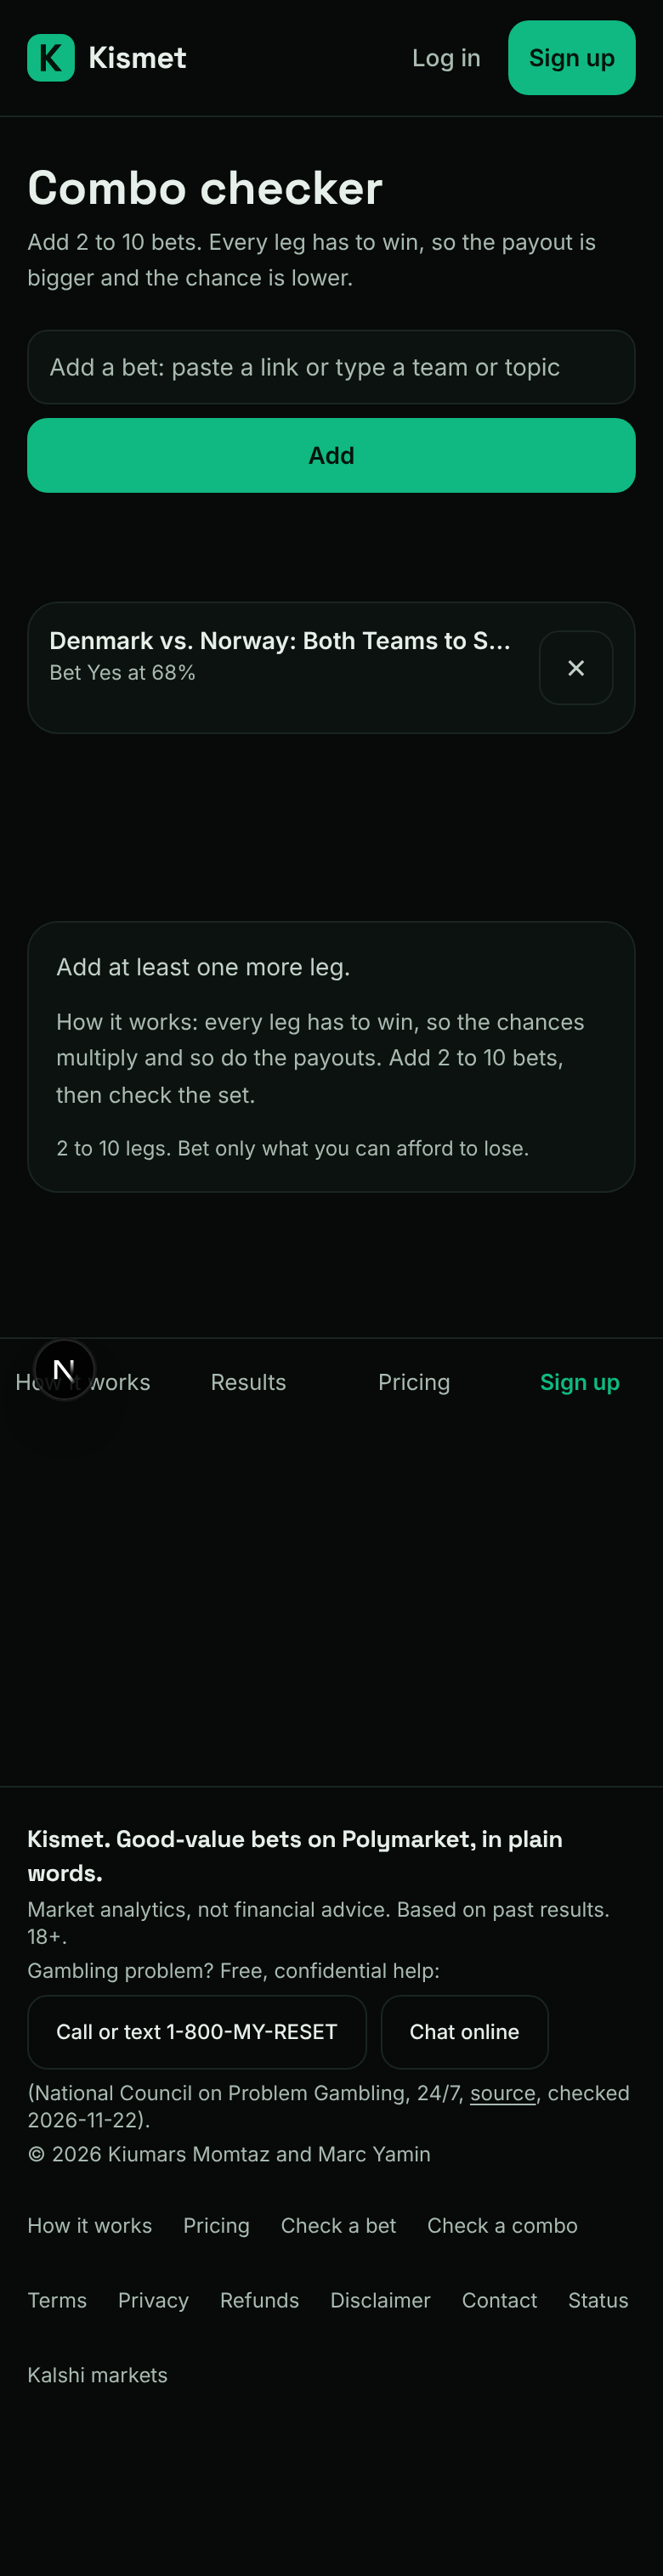 K Kismet Log in Sign up
Combo checker
Add 2 to 10 bets. Every leg has to win, so the payout is
bigger and the chance is lower.
Add a bet: paste a link or type a team or topic
Add
Denmark vs. Norway: Both Teams to S...
Bet Yes at 68%
Add at least one more leg.
How it works: every leg has to win, so the chances
multiply and so do the payouts. Add 2 to 10 bets,
then check the set.
2 to 10 legs. Bet only what you can afford to lose.
N
How it works Results Pricing Sign up
Kismet. Good-value bets on Polymarket, in plain
words.
Market analytics, not financial advice. Based on past results.
18+.
Gambling problem? Free, confidential help:
Call or text 1-800-MY-RESET Chat online
(National Council on Problem Gambling, 24/7, source, checked
2026-11-22).
© 2026 Kiumars Momtaz and Marc Yamin
How it works Pricing Check a bet Check a combo
Terms Privacy Refunds Disclaimer Contact Status
Kalshi markets